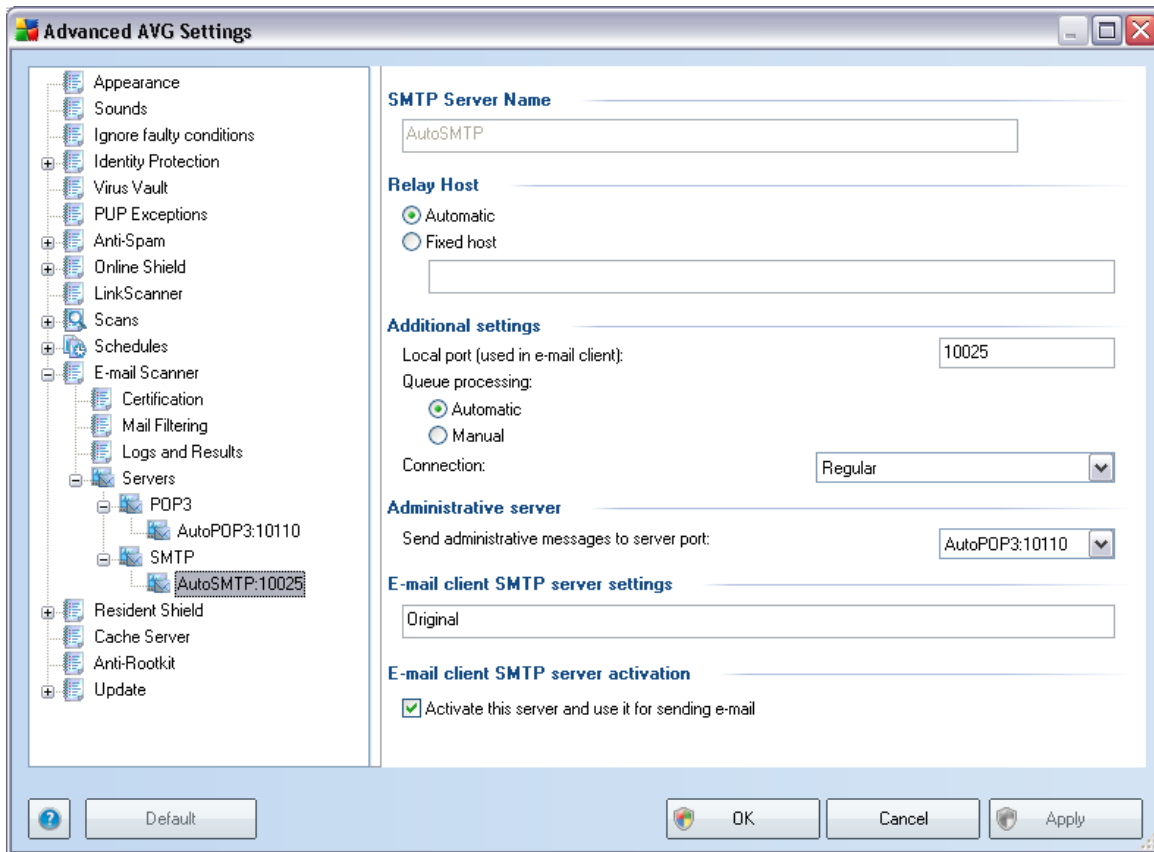 Advanced AVG Settings
Appearance
Sounds
Ignore faulty conditions
Identity Protection
Virus Vault
PUP Exceptions
Anti-Spam
Online Shield
LinkScanner
Scans
Schedules
E-mail Scanner
Certification
Mail Filtering
Logs and Results
Servers
POP3
AutoPOP3:10110
SMTP
AutoSMTP:10025
Resident Shield
Cache Server
Anti-Rootkit
Update
SMTP Server Name
AutoSMTP
Relay Host
Automatic
Fixed host
Additional settings
Local port (used in e-mail client): 10025
Queue processing:
Automatic
Manual
Connection: Regular
Administrative server
Send administrative messages to server port: AutoPOP3:10110
E-mail client SMTP server settings
Original
E-mail client SMTP server activation
Activate this server and use it for sending e-mail
? Default OK Cancel Apply